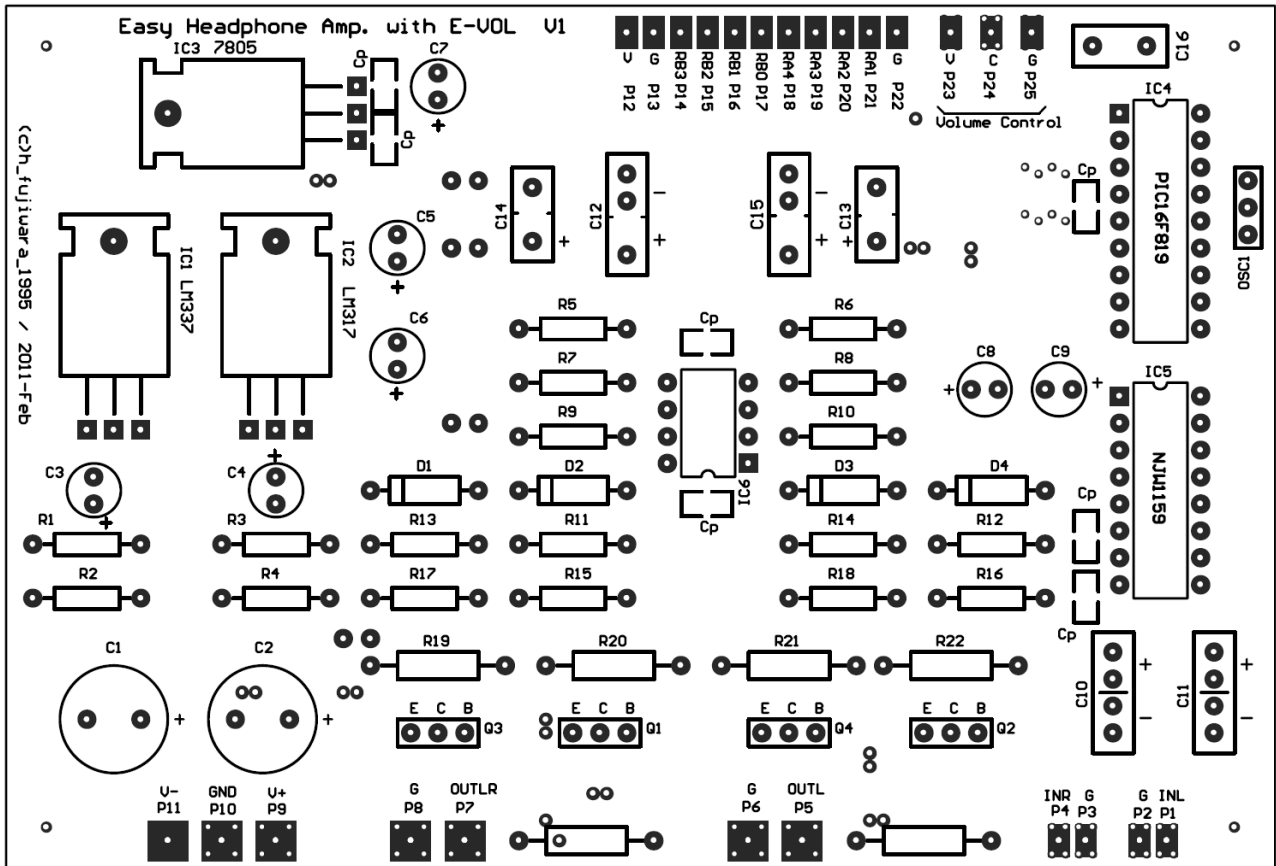 Easy Headphone Amp. with E-VOL V1
IC3 7805
Cp
C7
+
Cp
V P12
G P13
RB3 P14
RB2 P15
RB1 P16
RB0 P17
RA4 P18
RA3 P19
RA2 P20
RA1 P21
G P22
V P23
C P24
G P25
Volume Control
C16
IC4
PIC16F819
Cp
OSC1
(c)h_fujiwara_1995 / 2011-Feb
IC1 LM337
IC2 LM317
C5
+
C6
+
C14
+
C12
-
+
C15
-
+
C13
+
R5
Cp
R6
R7
R8
R9
R10
C8
+
C9
+
IC5
NJW1159
C3
+
C4
+
D1
D2
IC6
Cp
D3
D4
Cp
R1
R3
R13
R11
R14
R12
R2
R4
R17
R15
R18
R16
Cp
C1
+
C2
+
R19
R20
R21
R22
C10
+
-
C11
+
-
E C B
Q3
E C B
Q1
E C B
Q4
E C B
Q2
V-
P11
GND
P10
V+
P9
G
P8
OUTLR
P7
G
P6
OUTL
P5
INR
P4
G
P3
G
P2
INL
P1